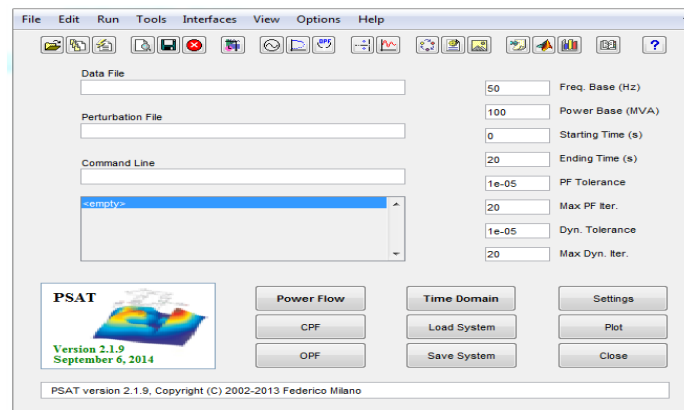 File Edit Run Tools Interfaces View Options Help
OPF
Data File
Perturbation File
Command Line
<empty>
50 Freq. Base (Hz)
100 Power Base (MVA)
0 Starting Time (s)
20 Ending Time (s)
1e-05 PF Tolerance
20 Max PF Iter.
1e-05 Dyn. Tolerance
20 Max Dyn. Iter.
PSAT
Version 2.1.9
September 6, 2014
Power Flow Time Domain Settings
CPF Load System Plot
OPF Save System Close
PSAT version 2.1.9, Copyright (C) 2002-2013 Federico Milano